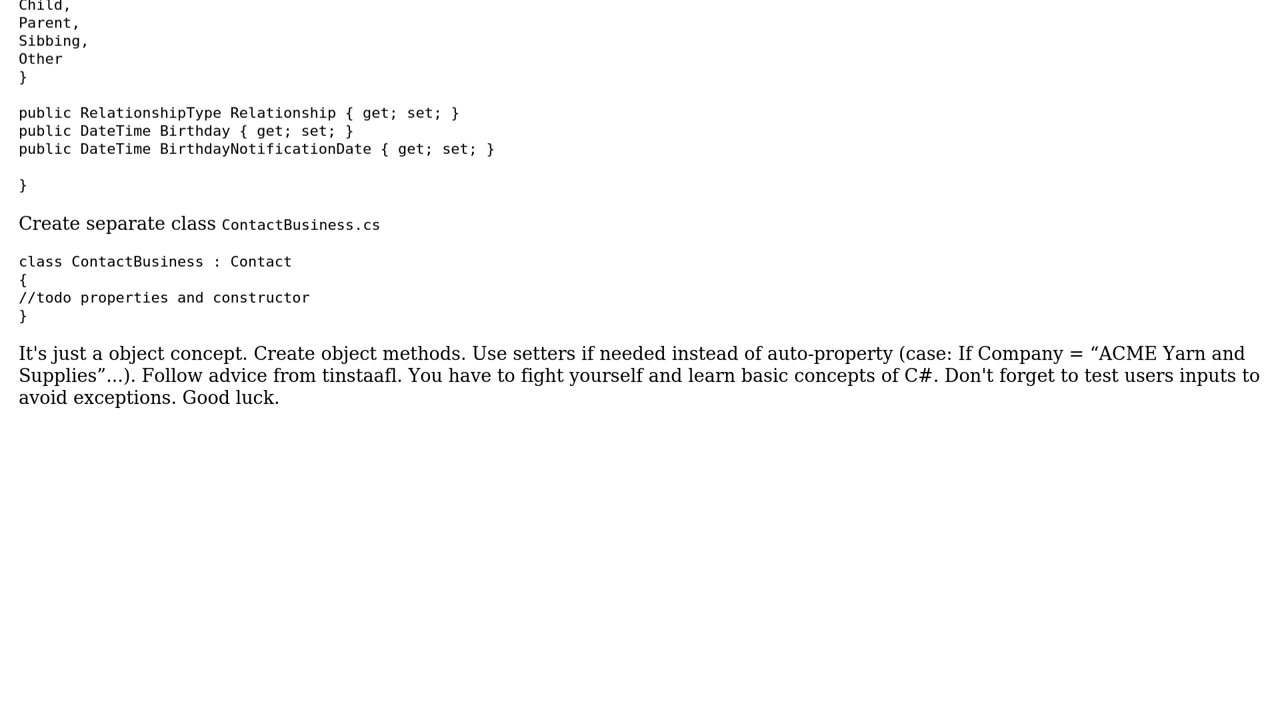 Child,
Parent,
Sibbing,
Other
}
public RelationshipType Relationship { get; set; }
public DateTime Birthday { get; set; }
public DateTime BirthdayNotificationDate { get; set; }
}
Create separate class ContactBusiness.cs
class ContactBusiness : Contact
{
//todo properties and constructor
}
It's just a object concept. Create object methods. Use setters if needed instead of auto-property (case: If Company = “ACME Yarn and
Supplies”...). Follow advice from tinstaafl. You have to fight yourself and learn basic concepts of C#. Don't forget to test users inputs to
avoid exceptions. Good luck.